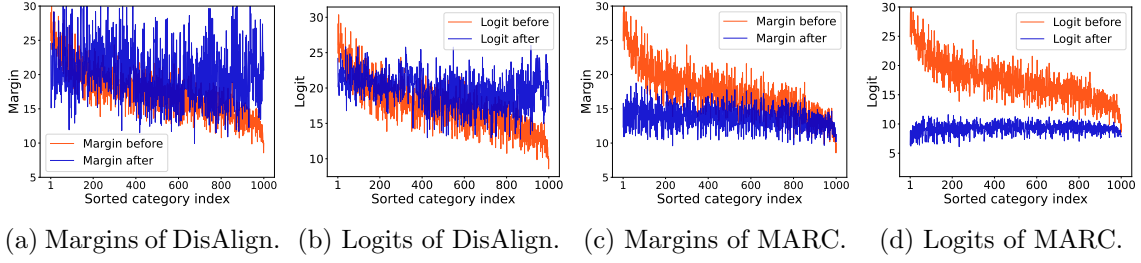 30
25
20
15
10
5
Margin
Margin before
Margin after
1 200 400 600 800 1000
Sorted category index
(a) Margins of DisAlign.
30
25
20
15
10
Logit
Logit before
Logit after
1 200 400 600 800 1000
Sorted category index
(b) Logits of DisAlign.
30
25
20
15
10
5
Margin
Margin before
Margin after
1 200 400 600 800 1000
Sorted category index
(c) Margins of MARC.
30
25
20
15
10
5
Logit
Logit before
Logit after
1 200 400 600 800 1000
Sorted category index
(d) Logits of MARC.